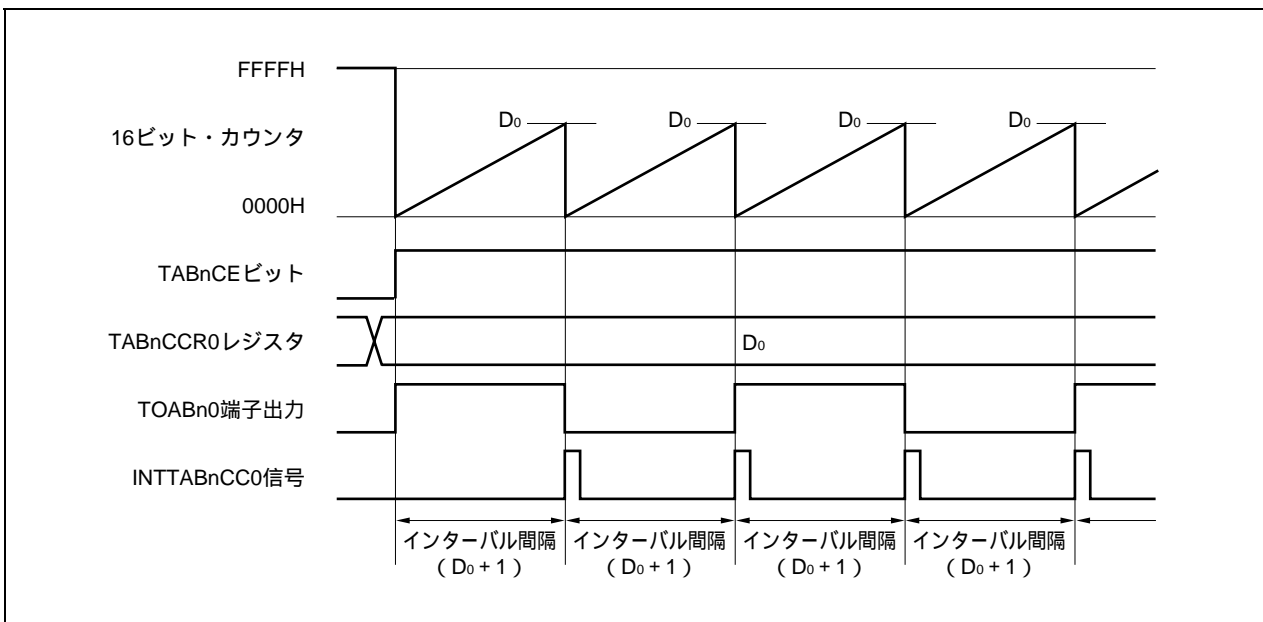 FFFFH
D0 D0 D0 D0
16ビット・カウンタ
0000H
TABnCEビット
TABnCCR0レジスタ
D0
TOABn0端子出力
INTTABnCC0信号
インターバル間隔 インターバル間隔 インターバル間隔 インターバル間隔
（D0 + 1） （D0 + 1） （D0 + 1） （D0 + 1）